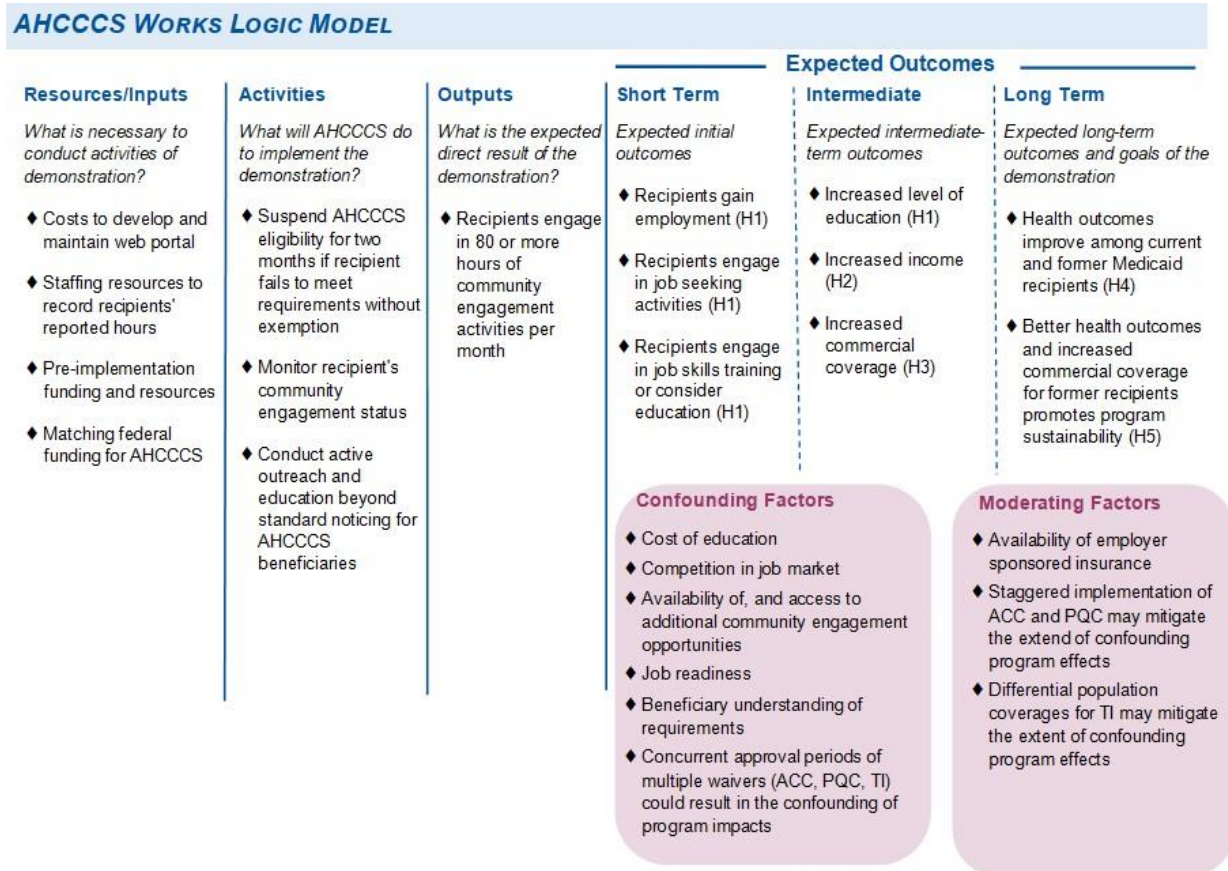 AHCCCS WORKS LOGIC MODEL
Expected Outcomes
Resources/Inputs
What is necessary to
conduct activities of
demonstration?
♦ Costs to develop and
maintain web portal
♦ Staffing resources to
record recipients'
reported hours
♦ Pre-implementation
funding and resources
♦ Matching federal
funding for AHCCCS
Activities
What will AHCCCS do
to implement the
demonstration?
♦ Suspend AHCCCS
eligibility for two
months if recipient
fails to meet
requirements without
exemption
♦ Monitor recipient's
community
engagement status
♦ Conduct active
outreach and
education beyond
standard noticing for
AHCCCS
beneficiaries
Outputs
What is the expected
direct result of the
demonstration?
♦ Recipients engage
in 80 or more
hours of
community
engagement
activities per
month
Short Term
Expected initial
outcomes
♦ Recipients gain
employment (H1)
♦ Recipients engage
in job seeking
activities (H1)
♦ Recipients engage
in job skills training
or consider
education (H1)
Intermediate
Expected intermediate-
term outcomes
♦ Increased level of
education (H1)
♦ Increased income
(H2)
♦ Increased
commercial
coverage (H3)
Long Term
Expected long-term
outcomes and goals of the
demonstration
♦ Health outcomes
improve among current
and former Medicaid
recipients (H4)
♦ Better health outcomes
and increased
commercial coverage
for former recipients
promotes program
sustainability (H5)
Confounding Factors
♦ Cost of education
♦ Competition in job market
♦ Availability of, and access to
additional community engagement
opportunities
♦ Job readiness
♦ Beneficiary understanding of
requirements
♦ Concurrent approval periods of
multiple waivers (ACC, PQC, TI)
could result in the confounding of
program impacts
Moderating Factors
♦ Availability of employer
sponsored insurance
♦ Staggered implementation of
ACC and PQC may mitigate
the extend of confounding
program effects
♦ Differential population
coverages for TI may mitigate
the extent of confounding
program effects